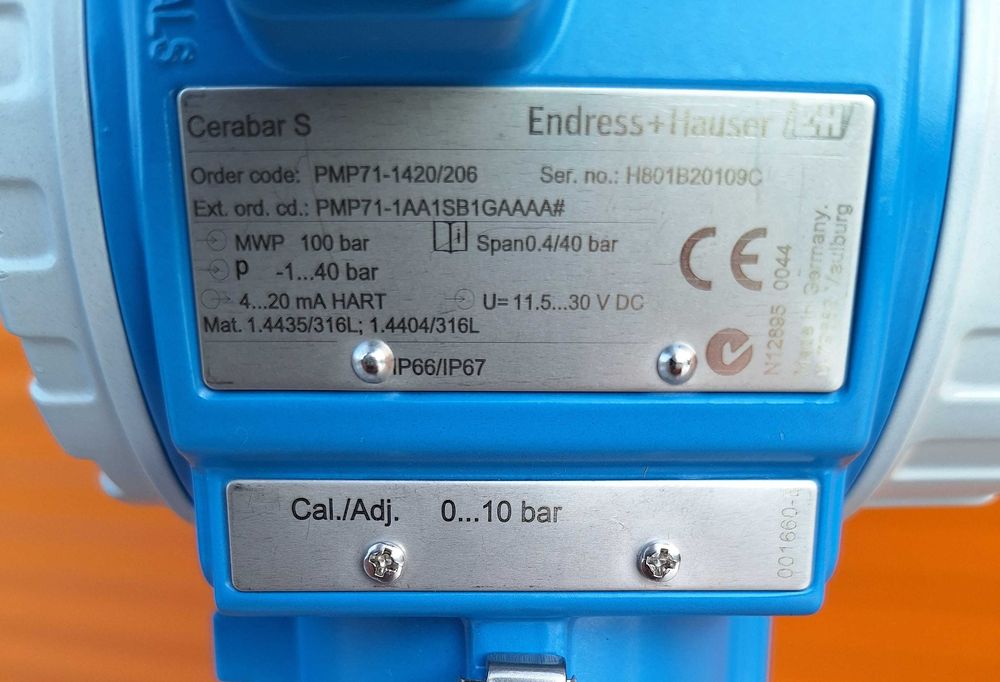 Cerabar S Endress+Hauser EH
Order code: PMP71-1420/206 Ser. no.: H801B20109C
Ext. ord. cd.: PMP71-1AA1SB1GAAAA#
MWP 100 bar i Span0.4/40 bar
p -1...40 bar
4...20 mA HART U= 11.5...30 V DC
Mat. 1.4435/316L; 1.4404/316L
IP66/IP67
CE 0044
N12895
Made in Germany.
Cal./Adj. 0...10 bar
001660-